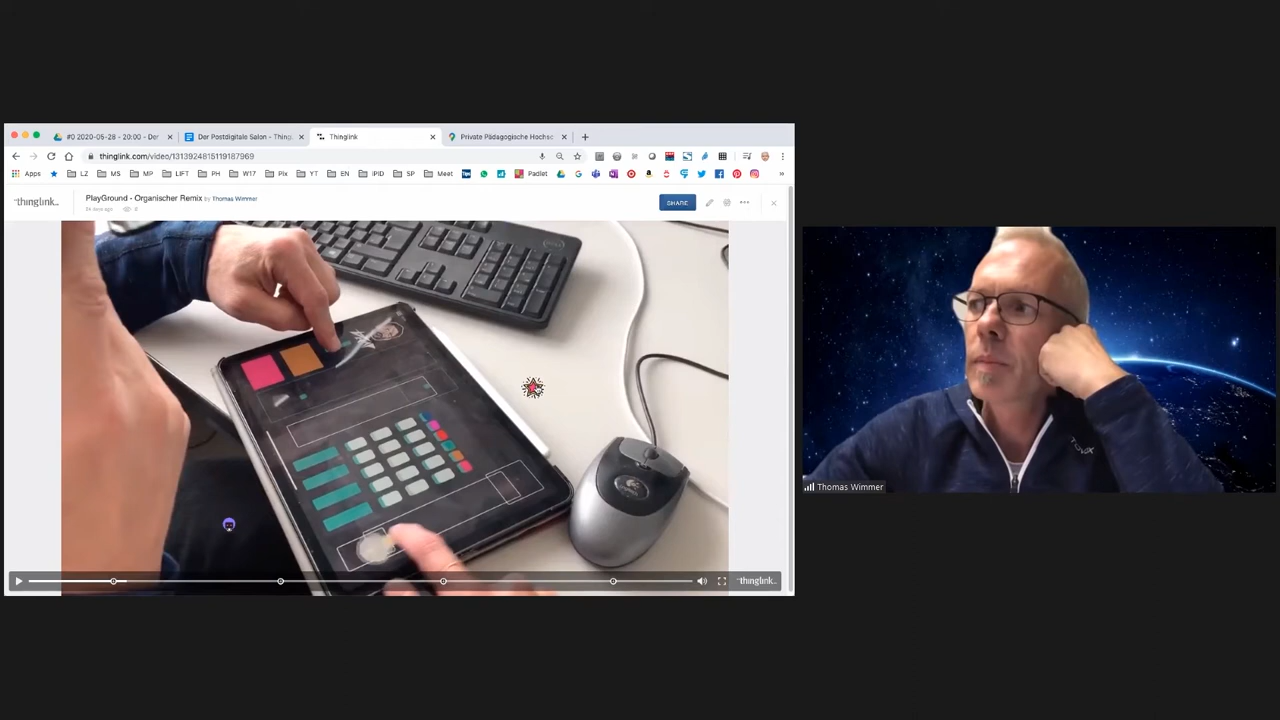 #0 2020-05-28 - 20:00 - Der
Der Postdigitale Salon - Thing
Thinglink
Private Pädagogische Hochsc
thinglink.com/video/1313924815119187969
Apps
LZ
MS
MP
LIFT
PH
W17
Pix
YT
EN
iPID
SP
Meet
Padlet
»
thinglink..
PlayGround - Organischer Remix by Thomas Wimmer
SHARE
DELL
thinglink..
Thomas Wimmer